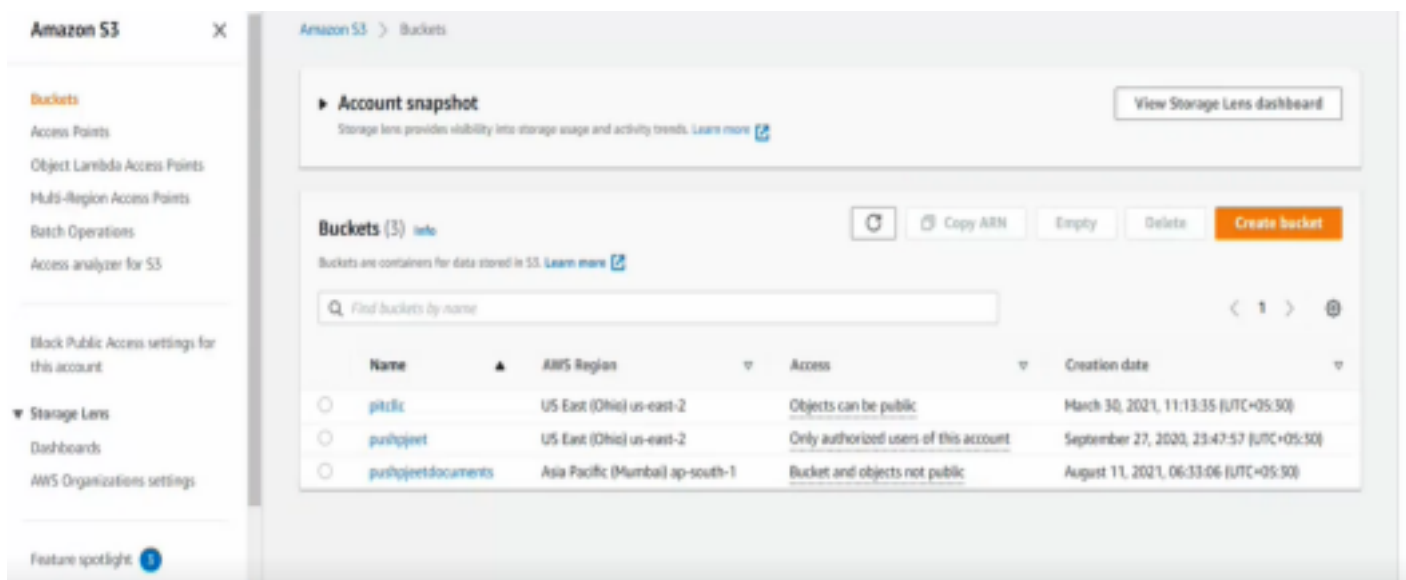 Amazon S3
Buckets
Access Points
Object Lambda Access Points
Multi-Region Access Points
Batch Operations
Access analyzer for S3
Block Public Access settings for
this account
Storage Lens
Dashboards
AWS Organizations settings
Feature spotlight 3
Amazon S3 > Buckets
Account snapshot
View Storage Lens dashboard
Storage lens provides visibility into storage usage and activity trends. Learn more
Buckets (3) Info
Copy ARN Empty Delete Create bucket
Buckets are containers for data stored in S3. Learn more
Find buckets by name
1
Name AWS Region Access Creation date
pitclic US East (Ohio) us-east-2 Objects can be public March 30, 2021, 11:13:35 (UTC+05:30)
pushpjeet US East (Ohio) us-east-2 Only authorized users of this account September 27, 2020, 23:47:57 (UTC+05:30)
pushpjeetdocuments Asia Pacific (Mumbai) ap-south-1 Bucket and objects not public August 11, 2021, 06:33:06 (UTC+05:30)